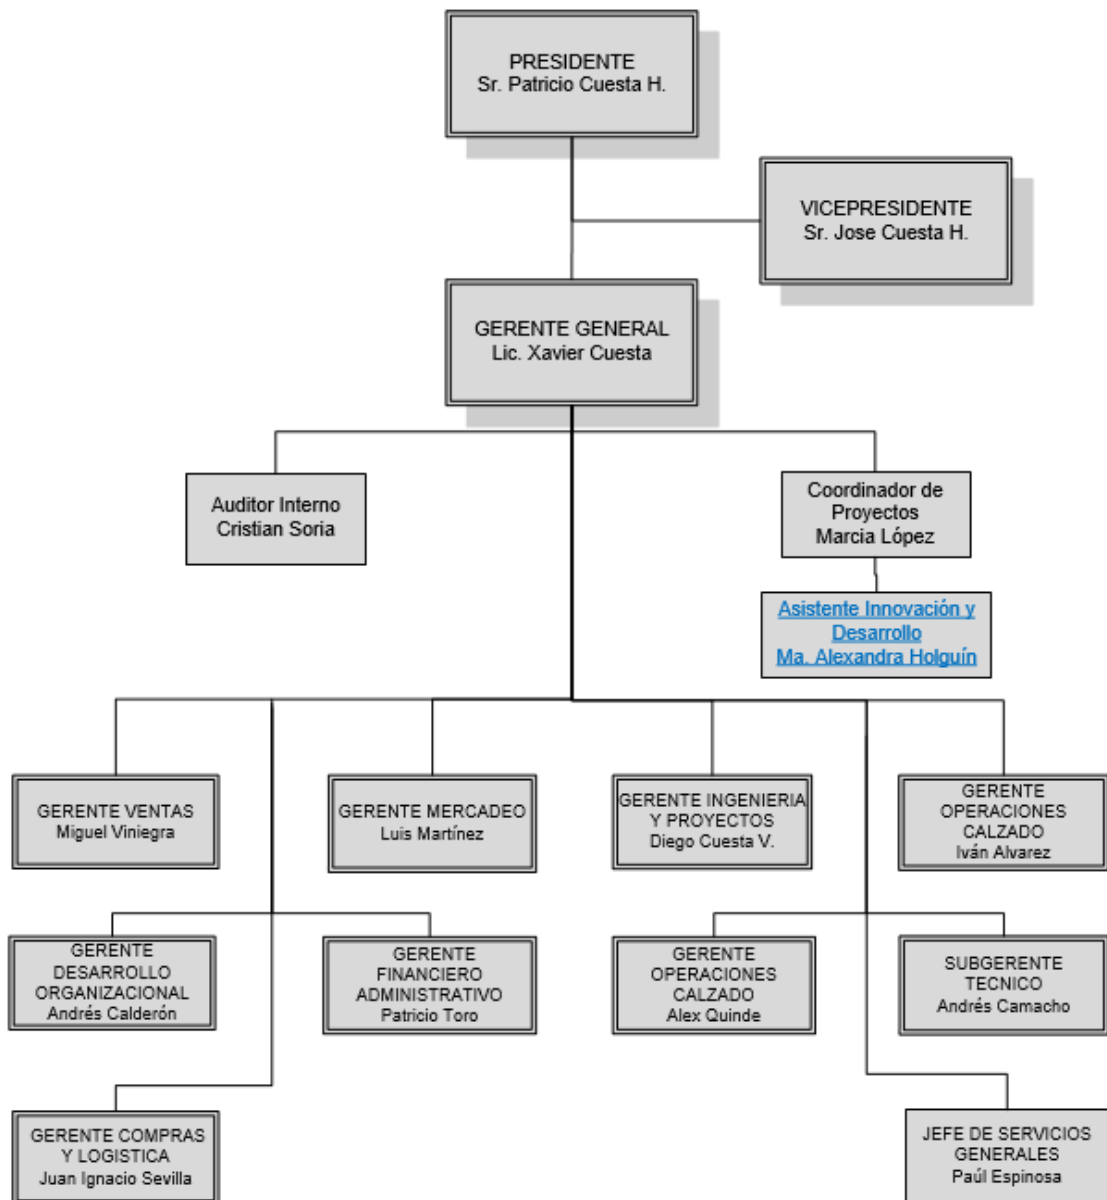 PRESIDENTE
Sr. Patricio Cuesta H.
VICEPRESIDENTE
Sr. Jose Cuesta H.
GERENTE GENERAL
Lic. Xavier Cuesta
Auditor Interno
Cristian Soria
Coordinador de
Proyectos
Marcia López
Asistente Innovación y
Desarrollo
Ma. Alexandra Holguín
GERENTE VENTAS
Miguel Viniegra
GERENTE MERCADEO
Luis Martínez
GERENTE INGENIERIA
Y PROYECTOS
Diego Cuesta V.
GERENTE
OPERACIONES
CALZADO
Iván Alvarez
GERENTE
DESARROLLO
ORGANIZACIONAL
Andrés Calderón
GERENTE
FINANCIERO
ADMINISTRATIVO
Patricio Toro
GERENTE
OPERACIONES
CALZADO
Alex Quinde
SUBGERENTE
TECNICO
Andrés Camacho
GERENTE COMPRAS
Y LOGISTICA
Juan Ignacio Sevilla
JEFE DE SERVICIOS
GENERALES
Paúl Espinosa